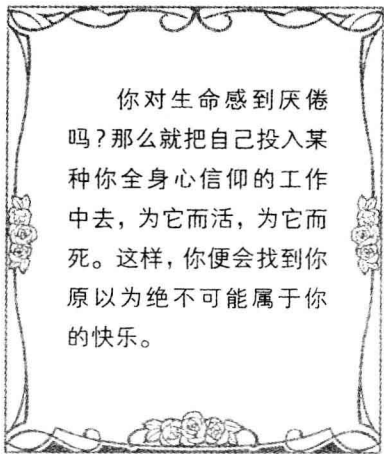 你对生命感到厌倦
吗?那么就把自己投入某
种你全身心信仰的工作
中去，为它而活，为它而
死。这样，你便会找到你
原以为绝不可能属于你
的快乐。